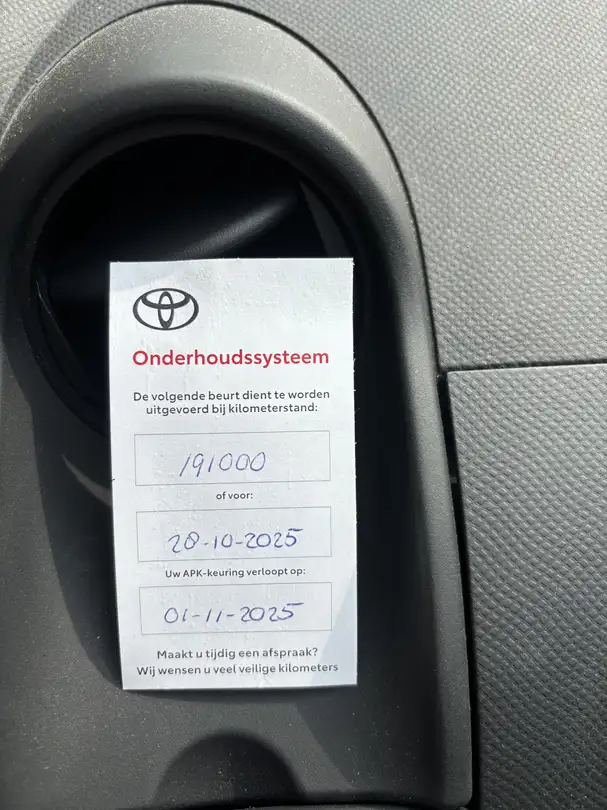 Onderhoudssysteem
De volgende beurt dient te worden
uitgevoerd bij kilometerstand:
191000
of voor:
28-10-2025
Uw APK-keuring verloopt op:
01-11-2025
Maakt u tijdig een afspraak?
Wij wensen u veel veilige kilometers